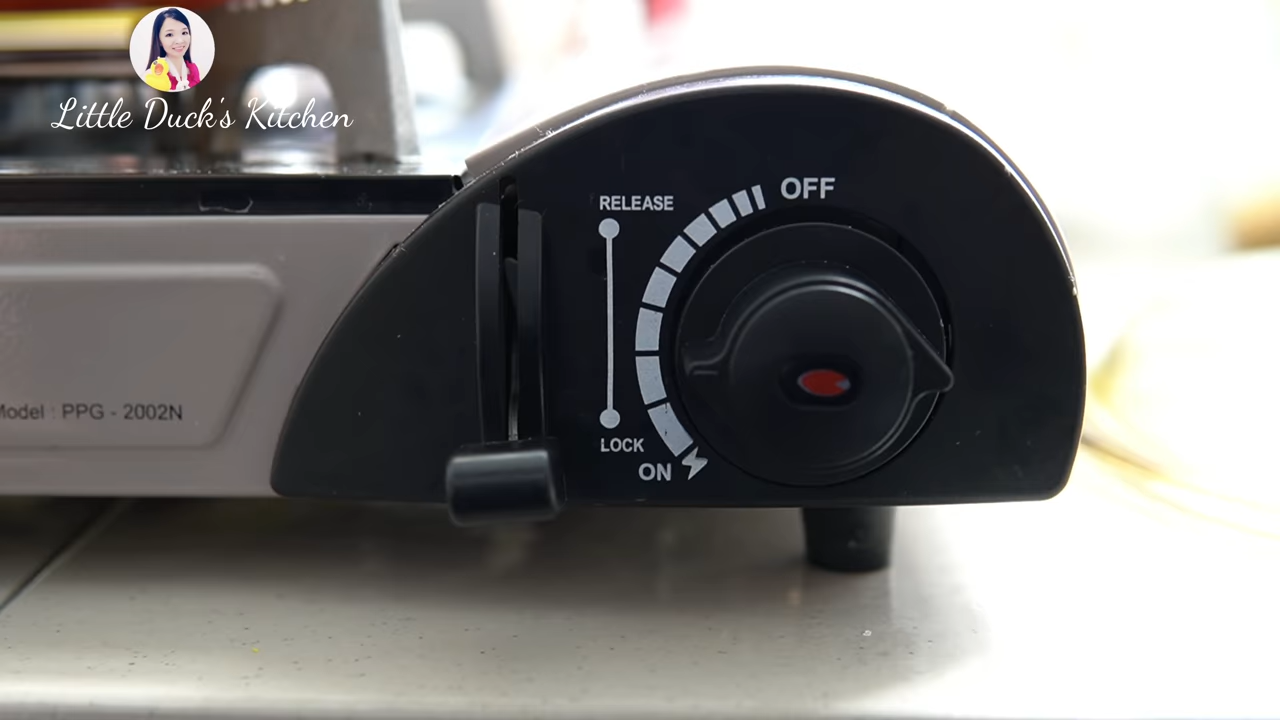 Little Duck's Kitchen
OFF
RELEASE
LOCK
ON
Model : PPG - 2002N